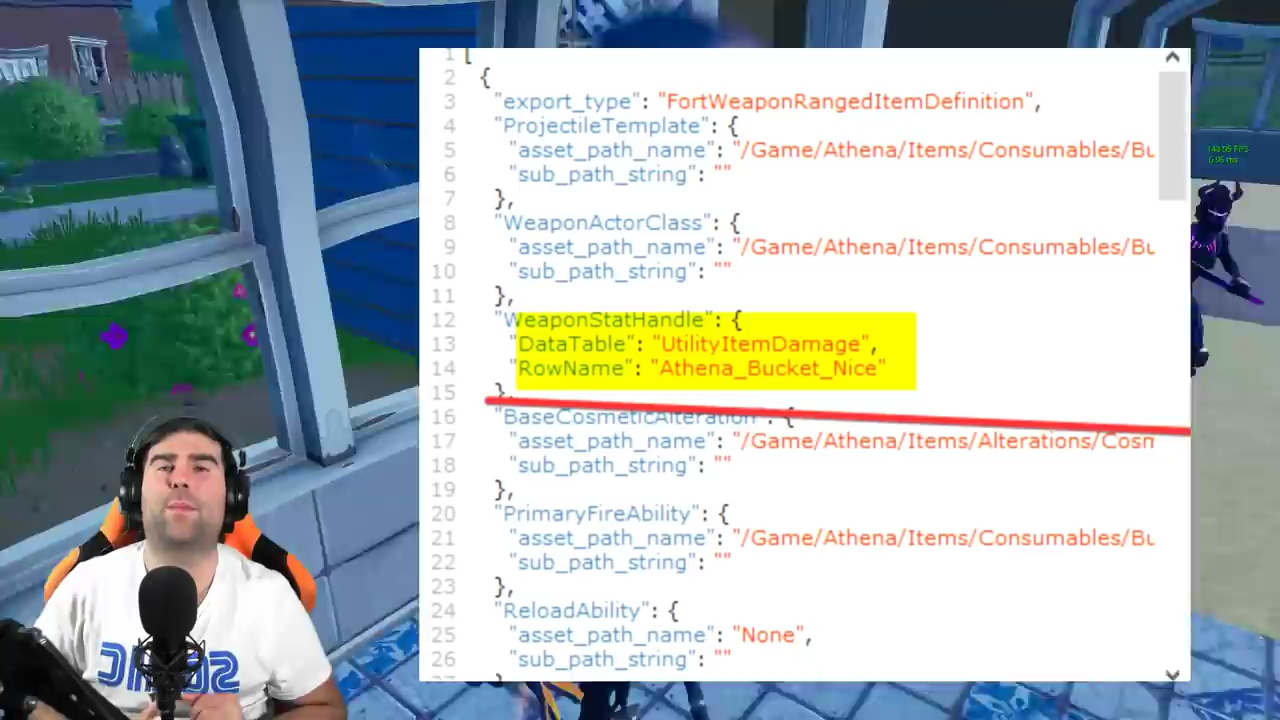 1 [
2 {
3 "export_type": "FortWeaponRangedItemDefinition",
4 "ProjectileTemplate": {
5 "asset_path_name": "/Game/Athena/Items/Consumables/Bu
6 "sub_path_string": ""
7 },
8 "WeaponActorClass": {
9 "asset_path_name": "/Game/Athena/Items/Consumables/Bu
10 "sub_path_string": ""
11 },
12 "WeaponStatHandle": {
13 "DataTable": "UtilityItemDamage",
14 "RowName": "Athena_Bucket_Nice"
15 },
16 "BaseCosmeticAlteration": {
17 "asset_path_name": "/Game/Athena/Items/Alterations/Cosm
18 "sub_path_string": ""
19 },
20 "PrimaryFireAbility": {
21 "asset_path_name": "/Game/Athena/Items/Consumables/Bu
22 "sub_path_string": ""
23 },
24 "ReloadAbility": {
25 "asset_path_name": "None",
26 "sub_path_string": ""
SONIC